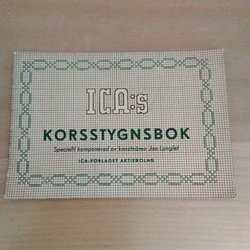 ICA:s
KORSSTYGNSBOK
Speciellt komponerad av konstnären Jan Langlet
ICA-FÖRLAGET AKTIEBOLAG